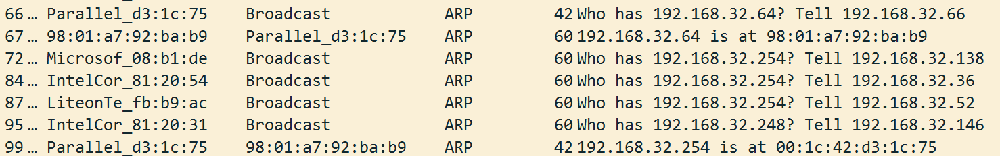 66 … Parallel_d3:1c:75 Broadcast ARP 42 Who has 192.168.32.64? Tell 192.168.32.66
67 … 98:01:a7:92:ba:b9 Parallel_d3:1c:75 ARP 60 192.168.32.64 is at 98:01:a7:92:ba:b9
72 … Microsof_08:b1:de Broadcast ARP 60 Who has 192.168.32.254? Tell 192.168.32.138
84 … IntelCor_81:20:54 Broadcast ARP 60 Who has 192.168.32.254? Tell 192.168.32.36
87 … LiteonTe_fb:b9:ac Broadcast ARP 60 Who has 192.168.32.254? Tell 192.168.32.52
95 … IntelCor_81:20:31 Broadcast ARP 60 Who has 192.168.32.248? Tell 192.168.32.146
99 … Parallel_d3:1c:75 98:01:a7:92:ba:b9 ARP 42 192.168.32.254 is at 00:1c:42:d3:1c:75